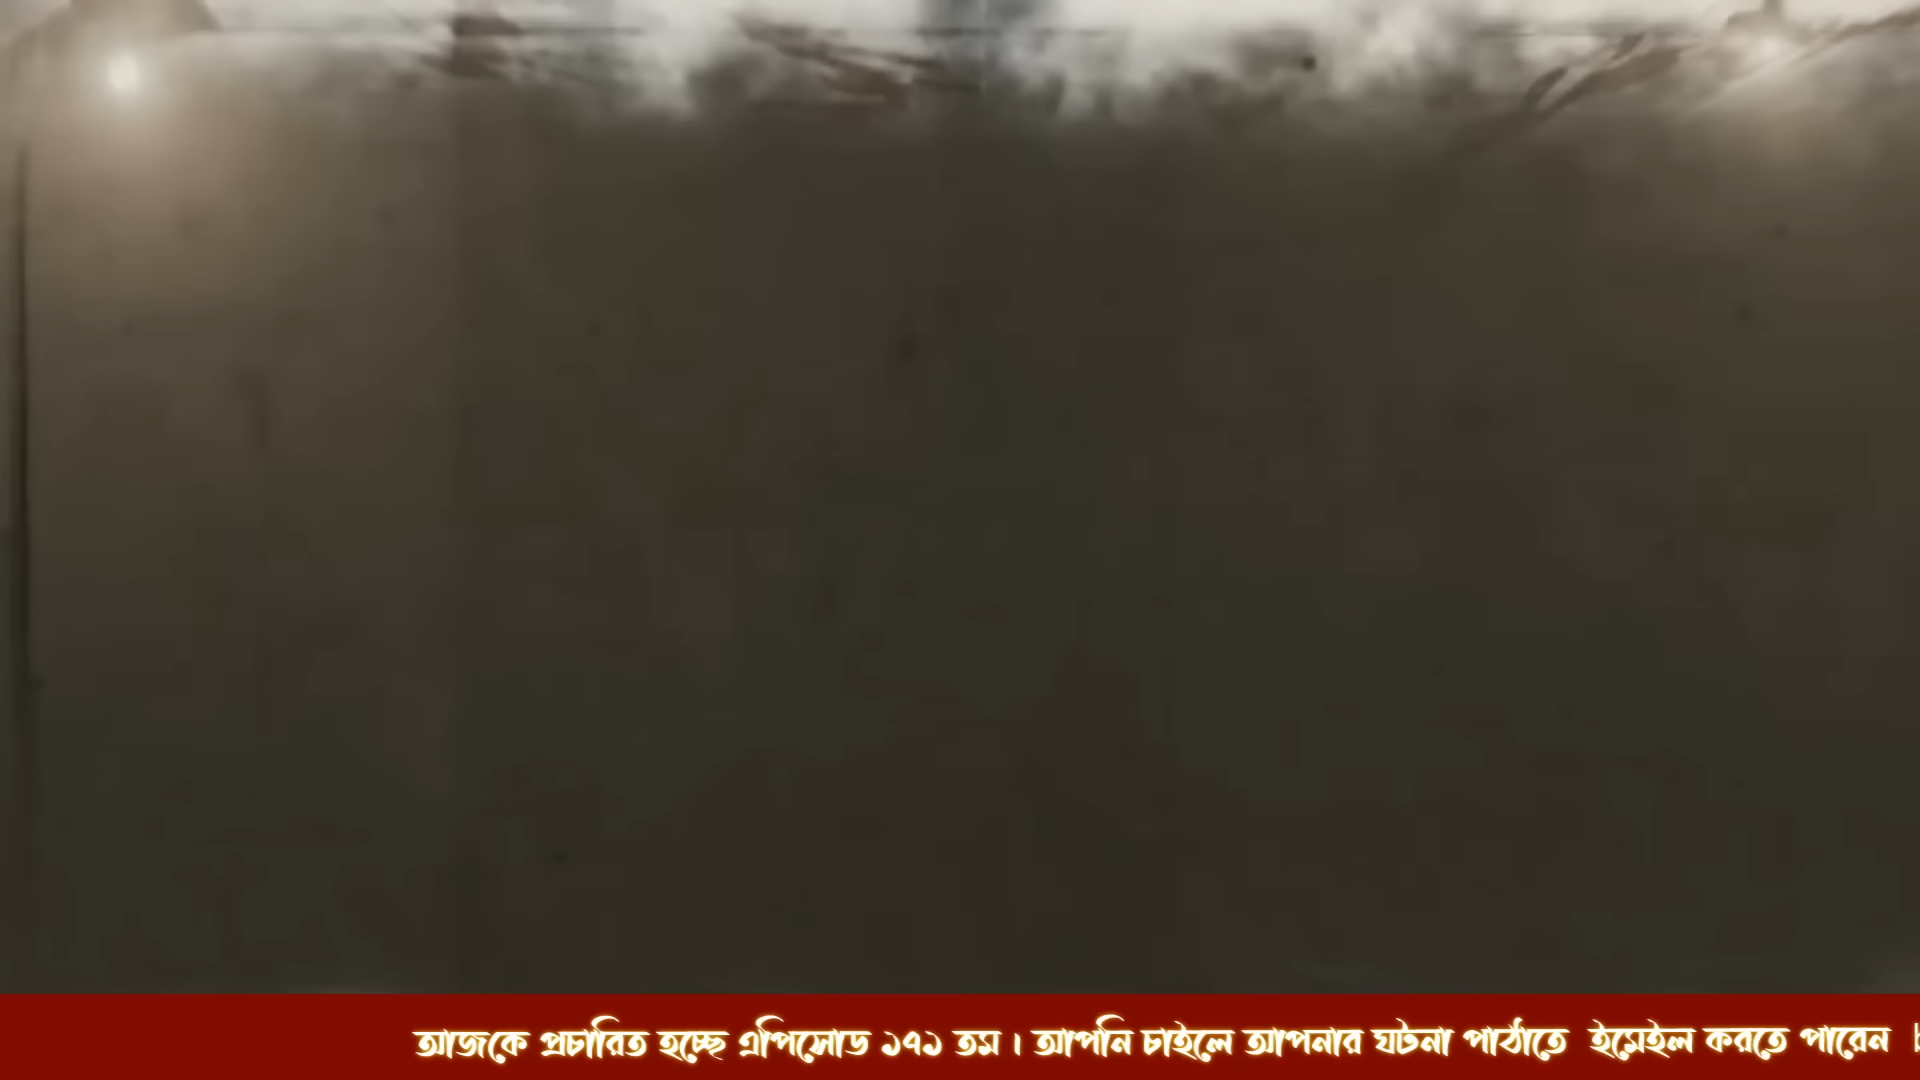 আজকে প্রচারিত হচ্ছে এপিসোড ১৭১ তম। আপনি চাইলে আপনার ঘটনা পাঠাতে ইমেইল করতে পারেন